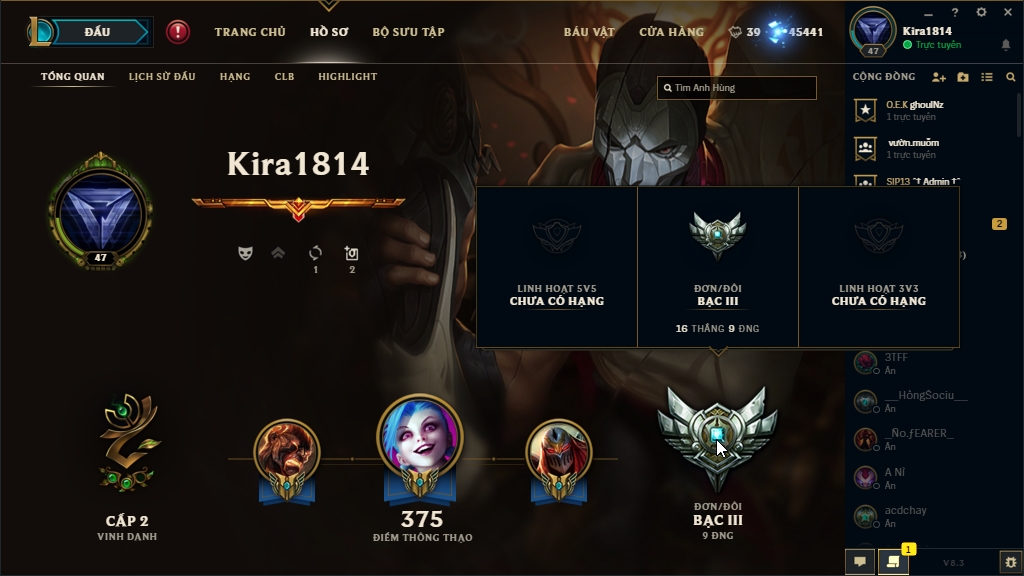 ĐẤU
TRANG CHỦ
HỒ SƠ
BỘ SƯU TẬP
BÁU VẬT
CỬA HÀNG
39
45441
?
47
Kira1814
Trực tuyến
TỔNG QUAN
LỊCH SỬ ĐẤU
HẠNG
CLB
HIGHLIGHT
Tìm Anh Hùng
CỘNG ĐỒNG
O.E.K ghoulNz
1 trực tuyến
vườn.muỗm
1 trực tuyến
SIP13 ^† Admin †^
2
Kira1814
47
1
2
LINH HOẠT 5V5
CHƯA CÓ HẠNG
ĐƠN/ĐÔI
BẠC III
16 THẮNG 9 ĐNG
LINH HOẠT 3V3
CHƯA CÓ HẠNG
3TFF
Ẩn
__HồngSociu__
Ẩn
_Ño.ƒEARER_
Ẩn
A Nỉ
Ẩn
acdchay
Ẩn
CẤP 2
VINH DANH
375
ĐIỂM THÔNG THẠO
ĐƠN/ĐÔI
BẠC III
9 ĐNG
1
V8.3